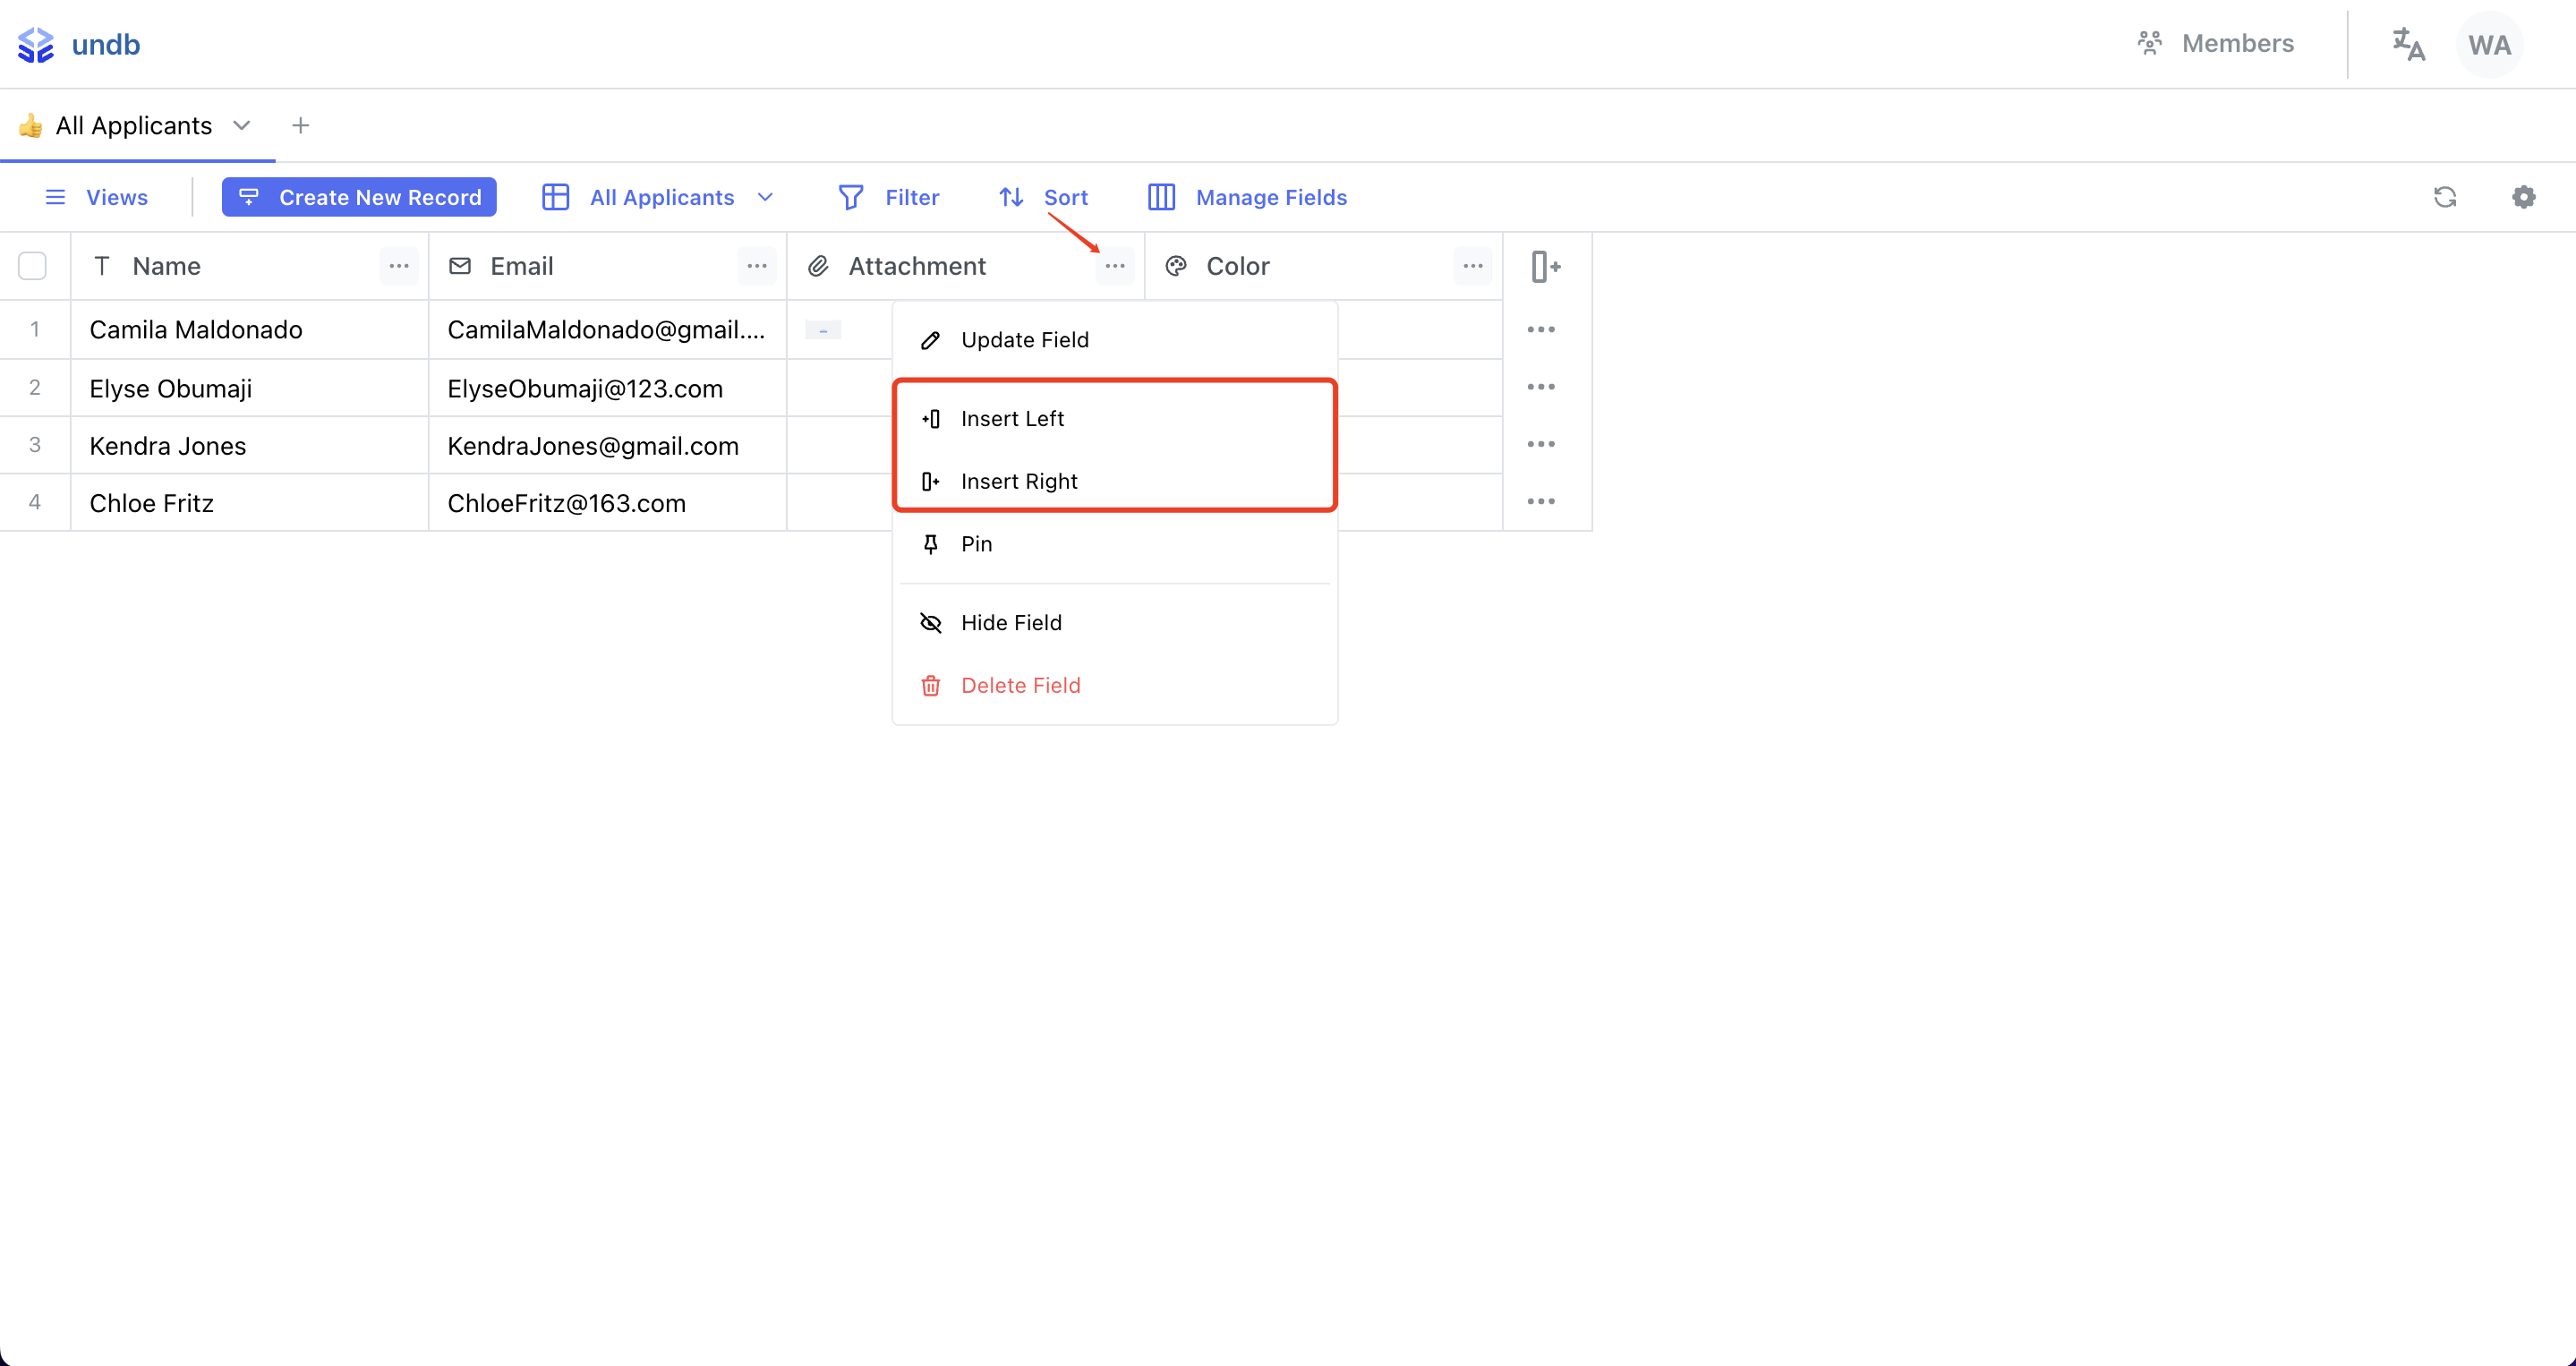 undb
Members
WA
All Applicants
Views
Create New Record
All Applicants
Filter
Sort
Manage Fields
Name
Email
Attachment
Color
1
Camila Maldonado
CamilaMaldonado@gmail....
2
Elyse Obumaji
ElyseObumaji@123.com
3
Kendra Jones
KendraJones@gmail.com
4
Chloe Fritz
ChloeFritz@163.com
Update Field
Insert Left
Insert Right
Pin
Hide Field
Delete Field